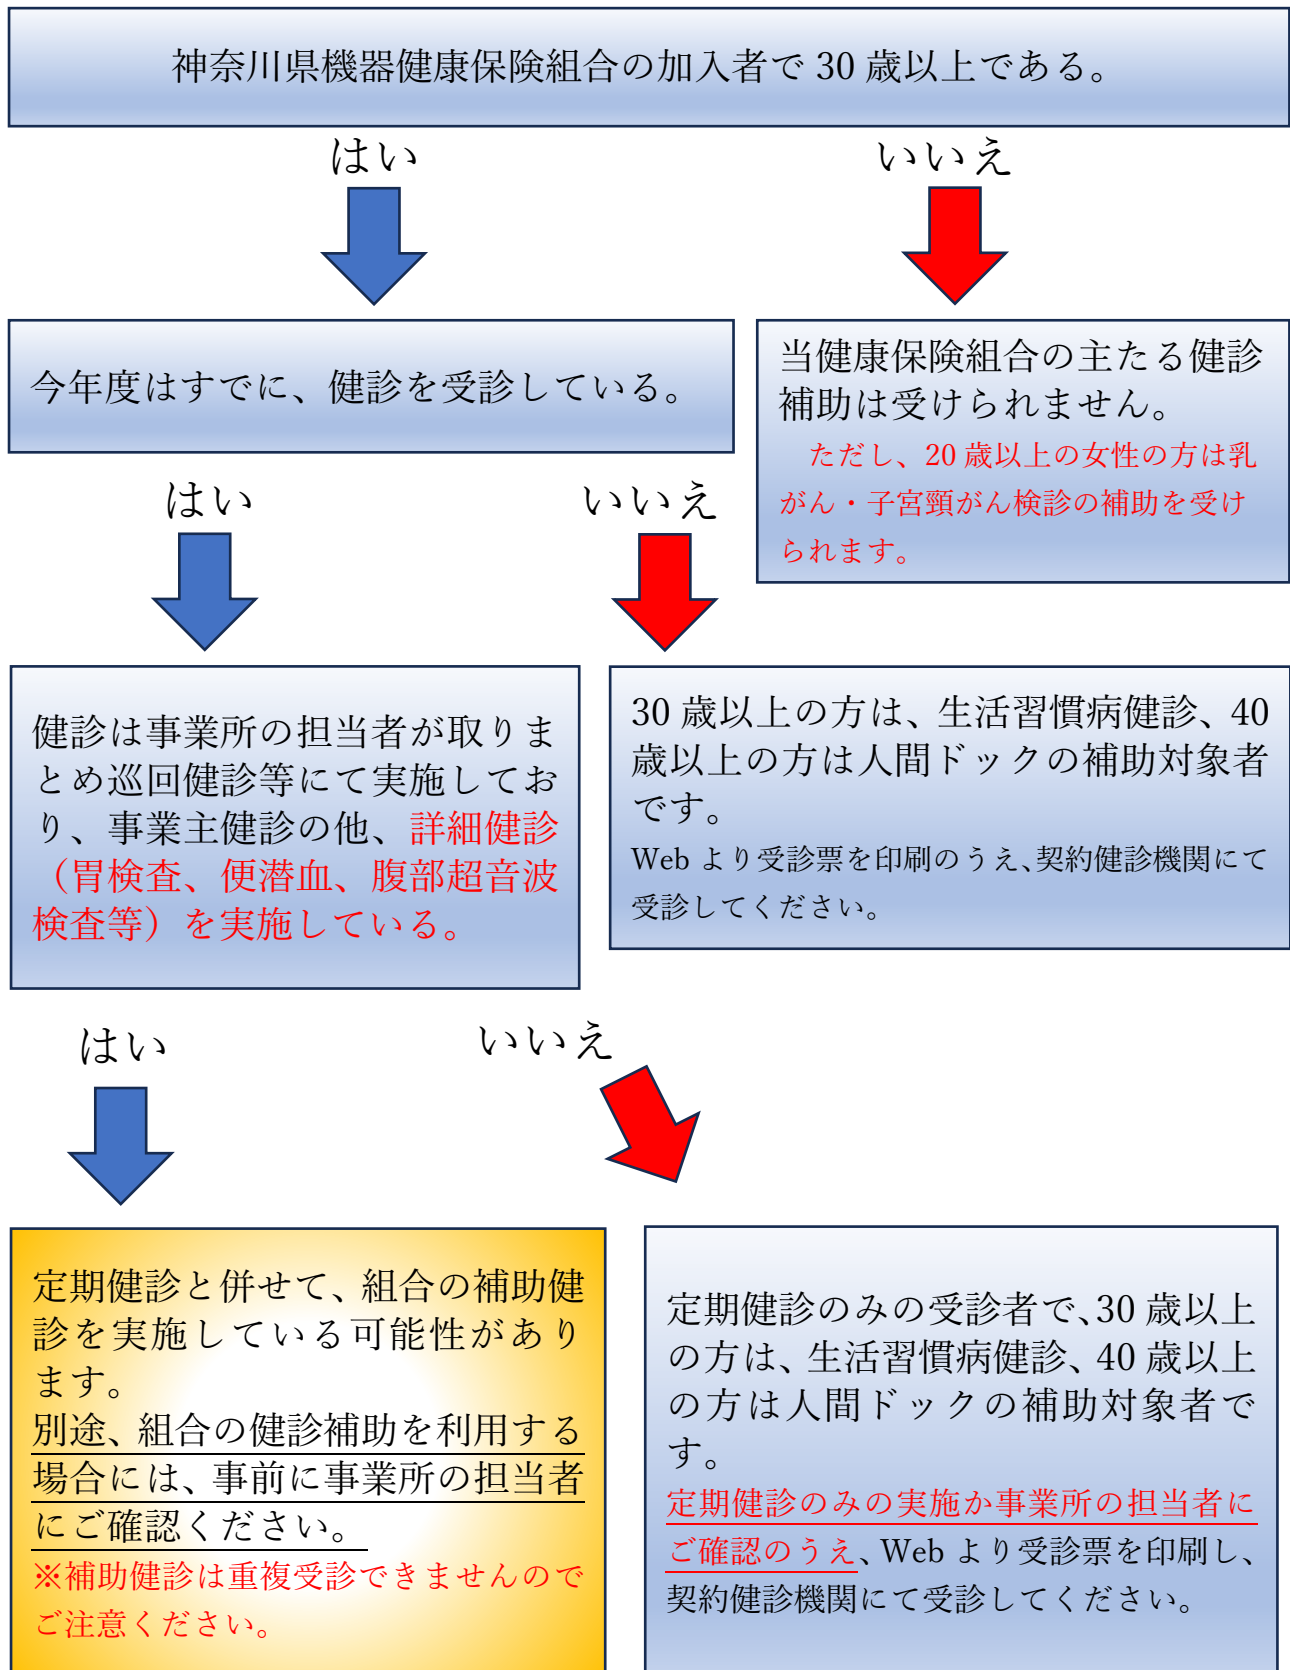 神奈川県機器健康保険組合の加入者で 30 歳以上である。
はい
いいえ
今年度はすでに、健診を受診している。
当健康保険組合の主たる健診
補助は受けられません。
ただし、20 歳以上の女性の方は乳
がん・子宮頸がん検診の補助を受け
られます。
はい
いいえ
健診は事業所の担当者が取りま
とめ巡回健診等にて実施してお
り、事業主健診の他、詳細健診
（胃検査、便潜血、腹部超音波
検査等）を実施している。
30 歳以上の方は、生活習慣病健診、40
歳以上の方は人間ドックの補助対象者
です。
Web より受診票を印刷のうえ、契約健診機関にて
受診してください。
はい
いいえ
定期健診と併せて、組合の補助健
診を実施している可能性があり
ます。
別途、組合の健診補助を利用する
場合には、事前に事業所の担当者
にご確認ください。
※補助健診は重複受診できませんので
ご注意ください。
定期健診のみの受診者で、30 歳以上
の方は、生活習慣病健診、40 歳以上
の方は人間ドックの補助対象者で
す。
定期健診のみの実施か事業所の担当者に
ご確認のうえ、Web より受診票を印刷し、
契約健診機関にて受診してください。